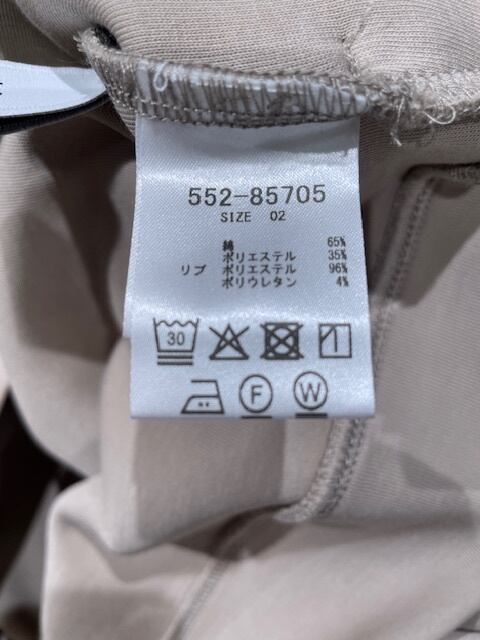 552-85705
SIZE 02
綿 65%
ポリエステル 35%
リブ ポリエステル 96%
ポリウレタン 4%
30
F
W